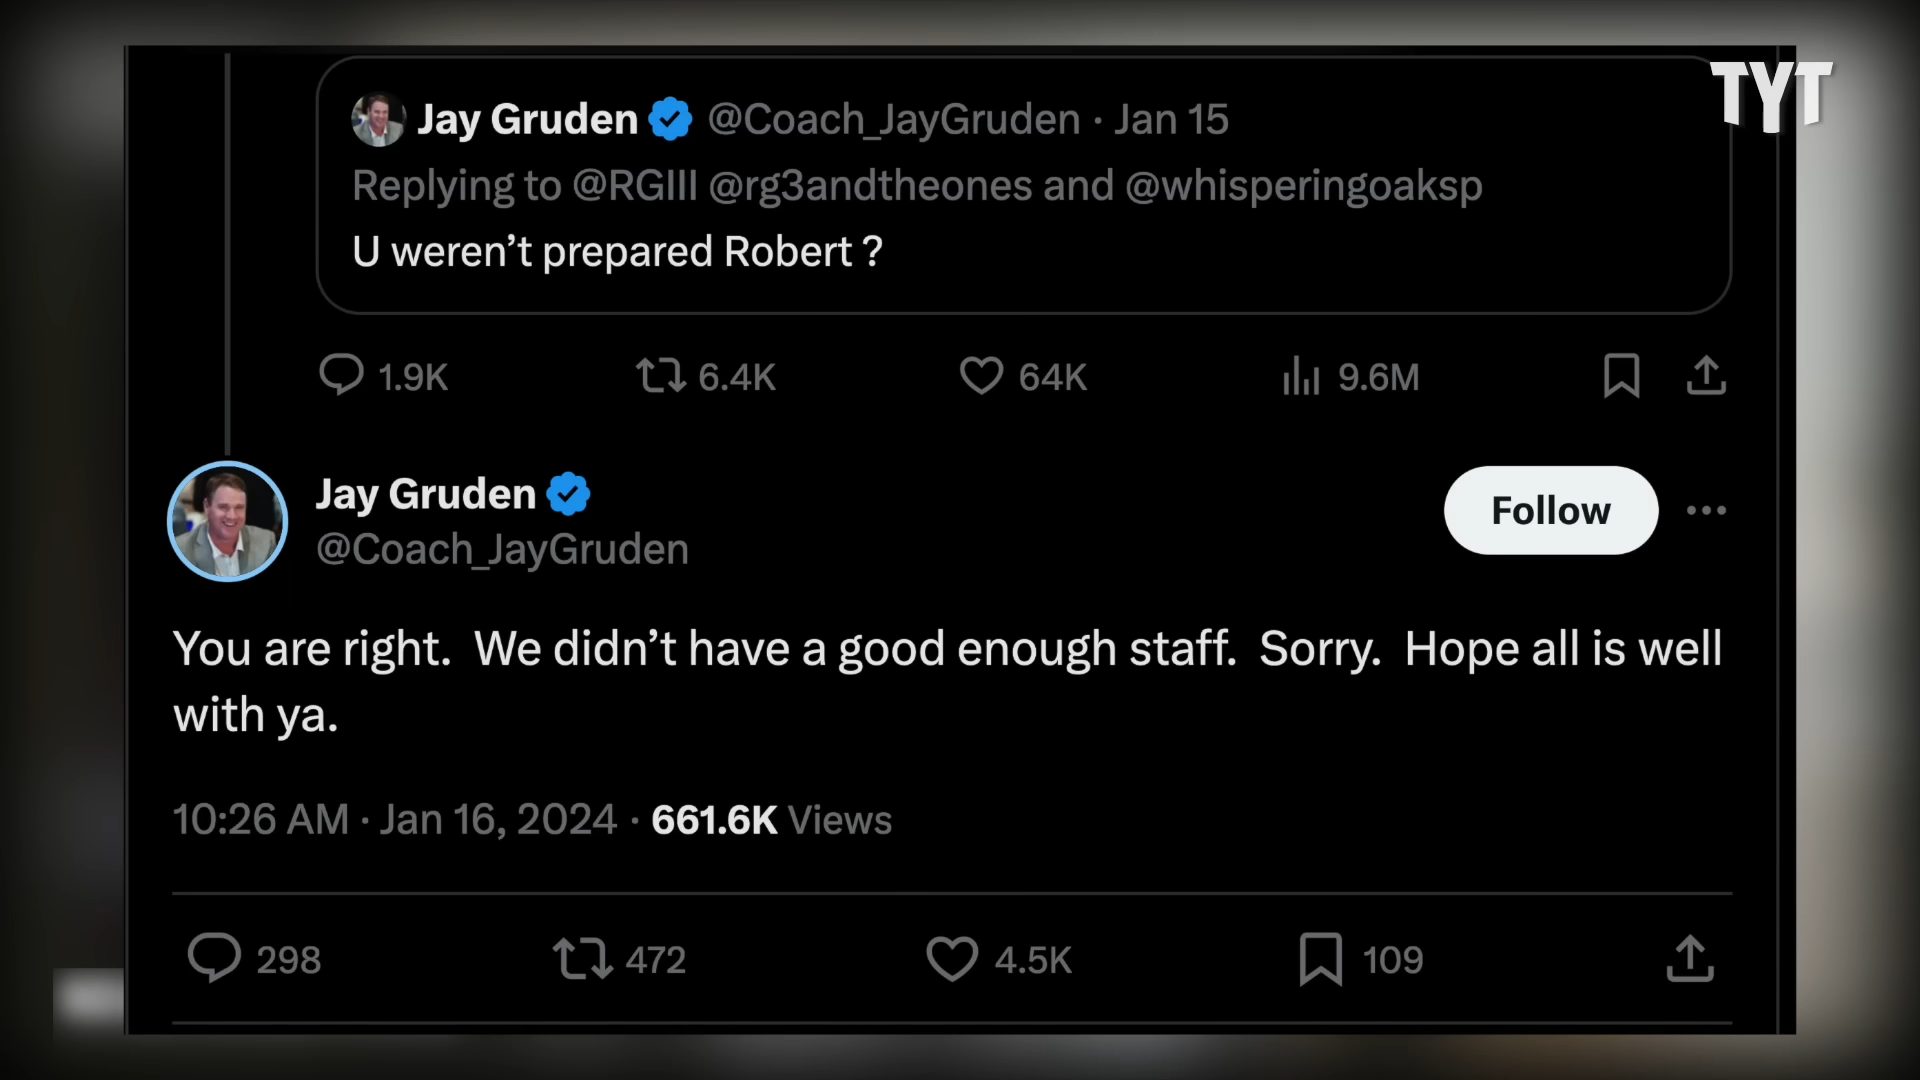 TYT
Jay Gruden @Coach_JayGruden · Jan 15
Replying to @RGIII @rg3andtheones and @whisperingoaksp
U weren’t prepared Robert ?
1.9K 6.4K 64K 9.6M
Jay Gruden
@Coach_JayGruden
Follow
You are right.  We didn’t have a good enough staff.  Sorry.  Hope all is well
with ya.
10:26 AM · Jan 16, 2024 · 661.6K Views
298 472 4.5K 109